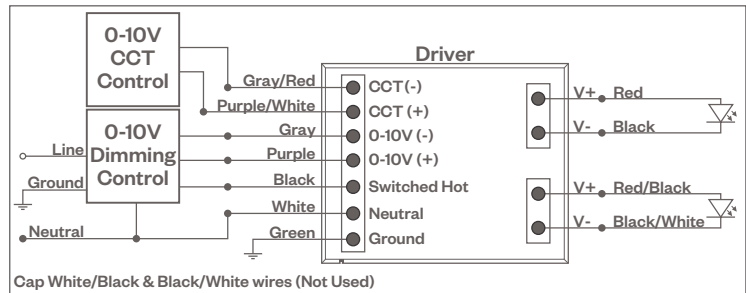 0-10V
CCT
Control
0-10V
Dimming
Control
Line
Ground
Neutral
Gray/Red
Purple/White
Gray
Purple
Black
White
Green
Driver
CCT(-)
CCT (+)
0-10V (-)
0-10V (+)
Switched Hot
Neutral
Ground
V+ Red
V- Black
V+ Red/Black
V- Black/White
Cap White/Black & Black/White wires (Not Used)